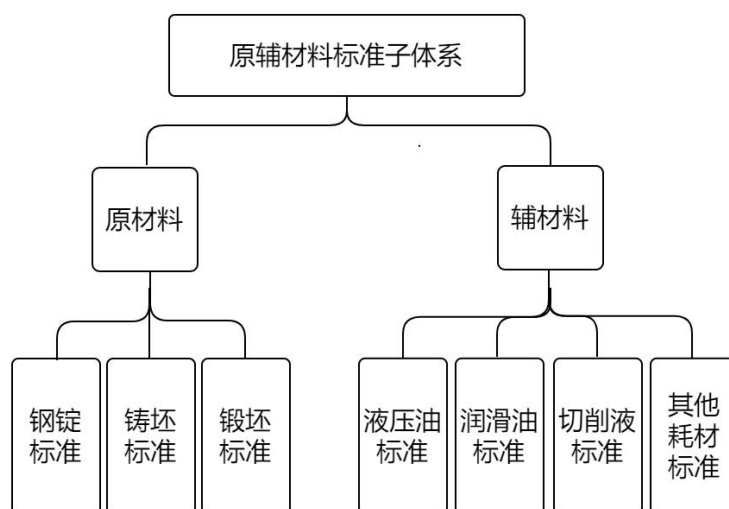 原辅材料标准子体系
原材料
辅材料
钢锭
标准
铸坯
标准
锻坯
标准
液压油
标准
润滑油
标准
切削液
标准
其他
耗材
标准